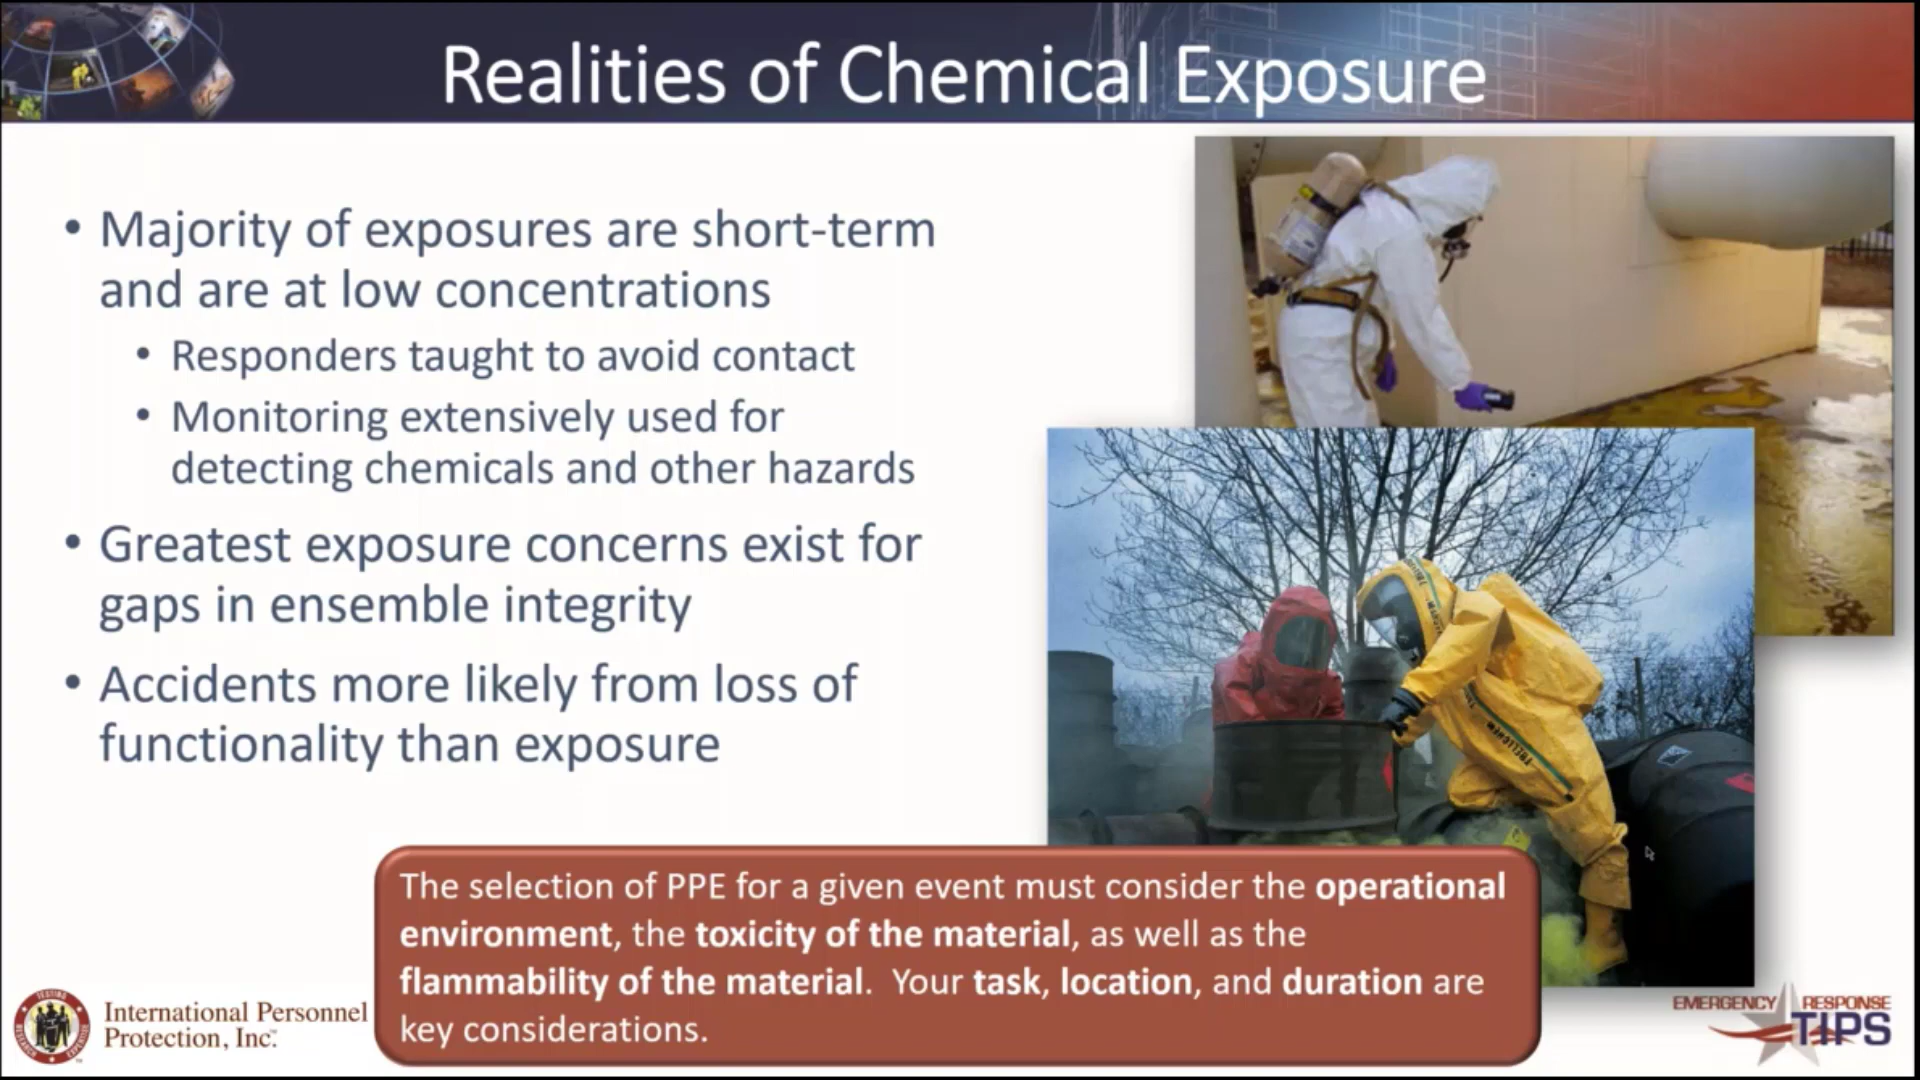 Realities of Chemical Exposure
• Majority of exposures are short-term
and are at low concentrations
• Responders taught to avoid contact
• Monitoring extensively used for
detecting chemicals and other hazards
• Greatest exposure concerns exist for
gaps in ensemble integrity
• Accidents more likely from loss of
functionality than exposure
The selection of PPE for a given event must consider the operational
environment, the toxicity of the material, as well as the
flammability of the material. Your task, location, and duration are
key considerations.
TESTING
RESEARCH
EXPERTISE
International Personnel
Protection, Inc.
EMERGENCY RESPONSE
TIPS
TRELLCHEM